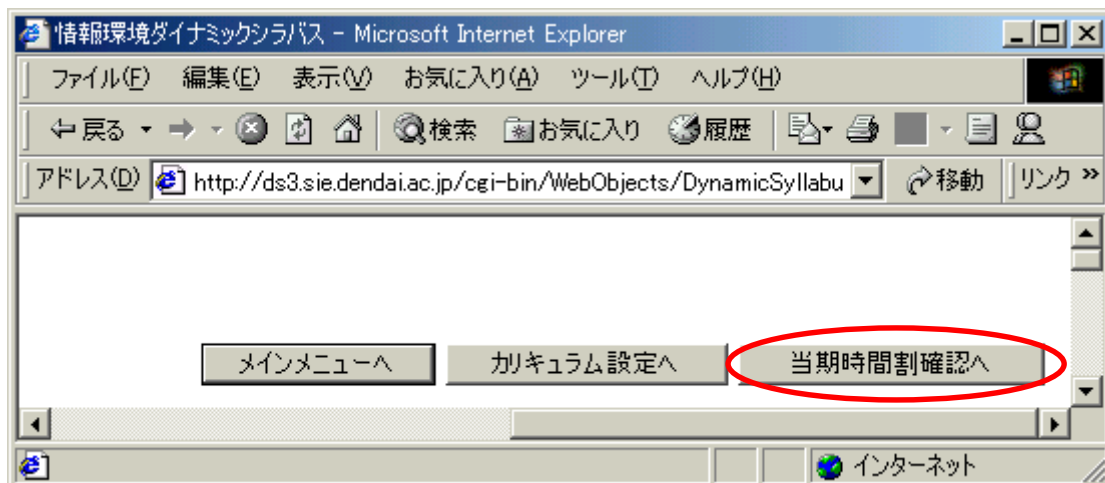 情報環境ダイナミックシラバス - Microsoft Internet Explorer
ファイル(F) 編集(E) 表示(V) お気に入り(A) ツール(T) ヘルプ(H)
戻る 検索 お気に入り 履歴
アドレス(D) http://ds3.sie.dendai.ac.jp/cgi-bin/WebObjects/DynamicSyllabu 移動 リンク »
メインメニューへ カリキュラム設定へ 当期時間割確認へ
インターネット